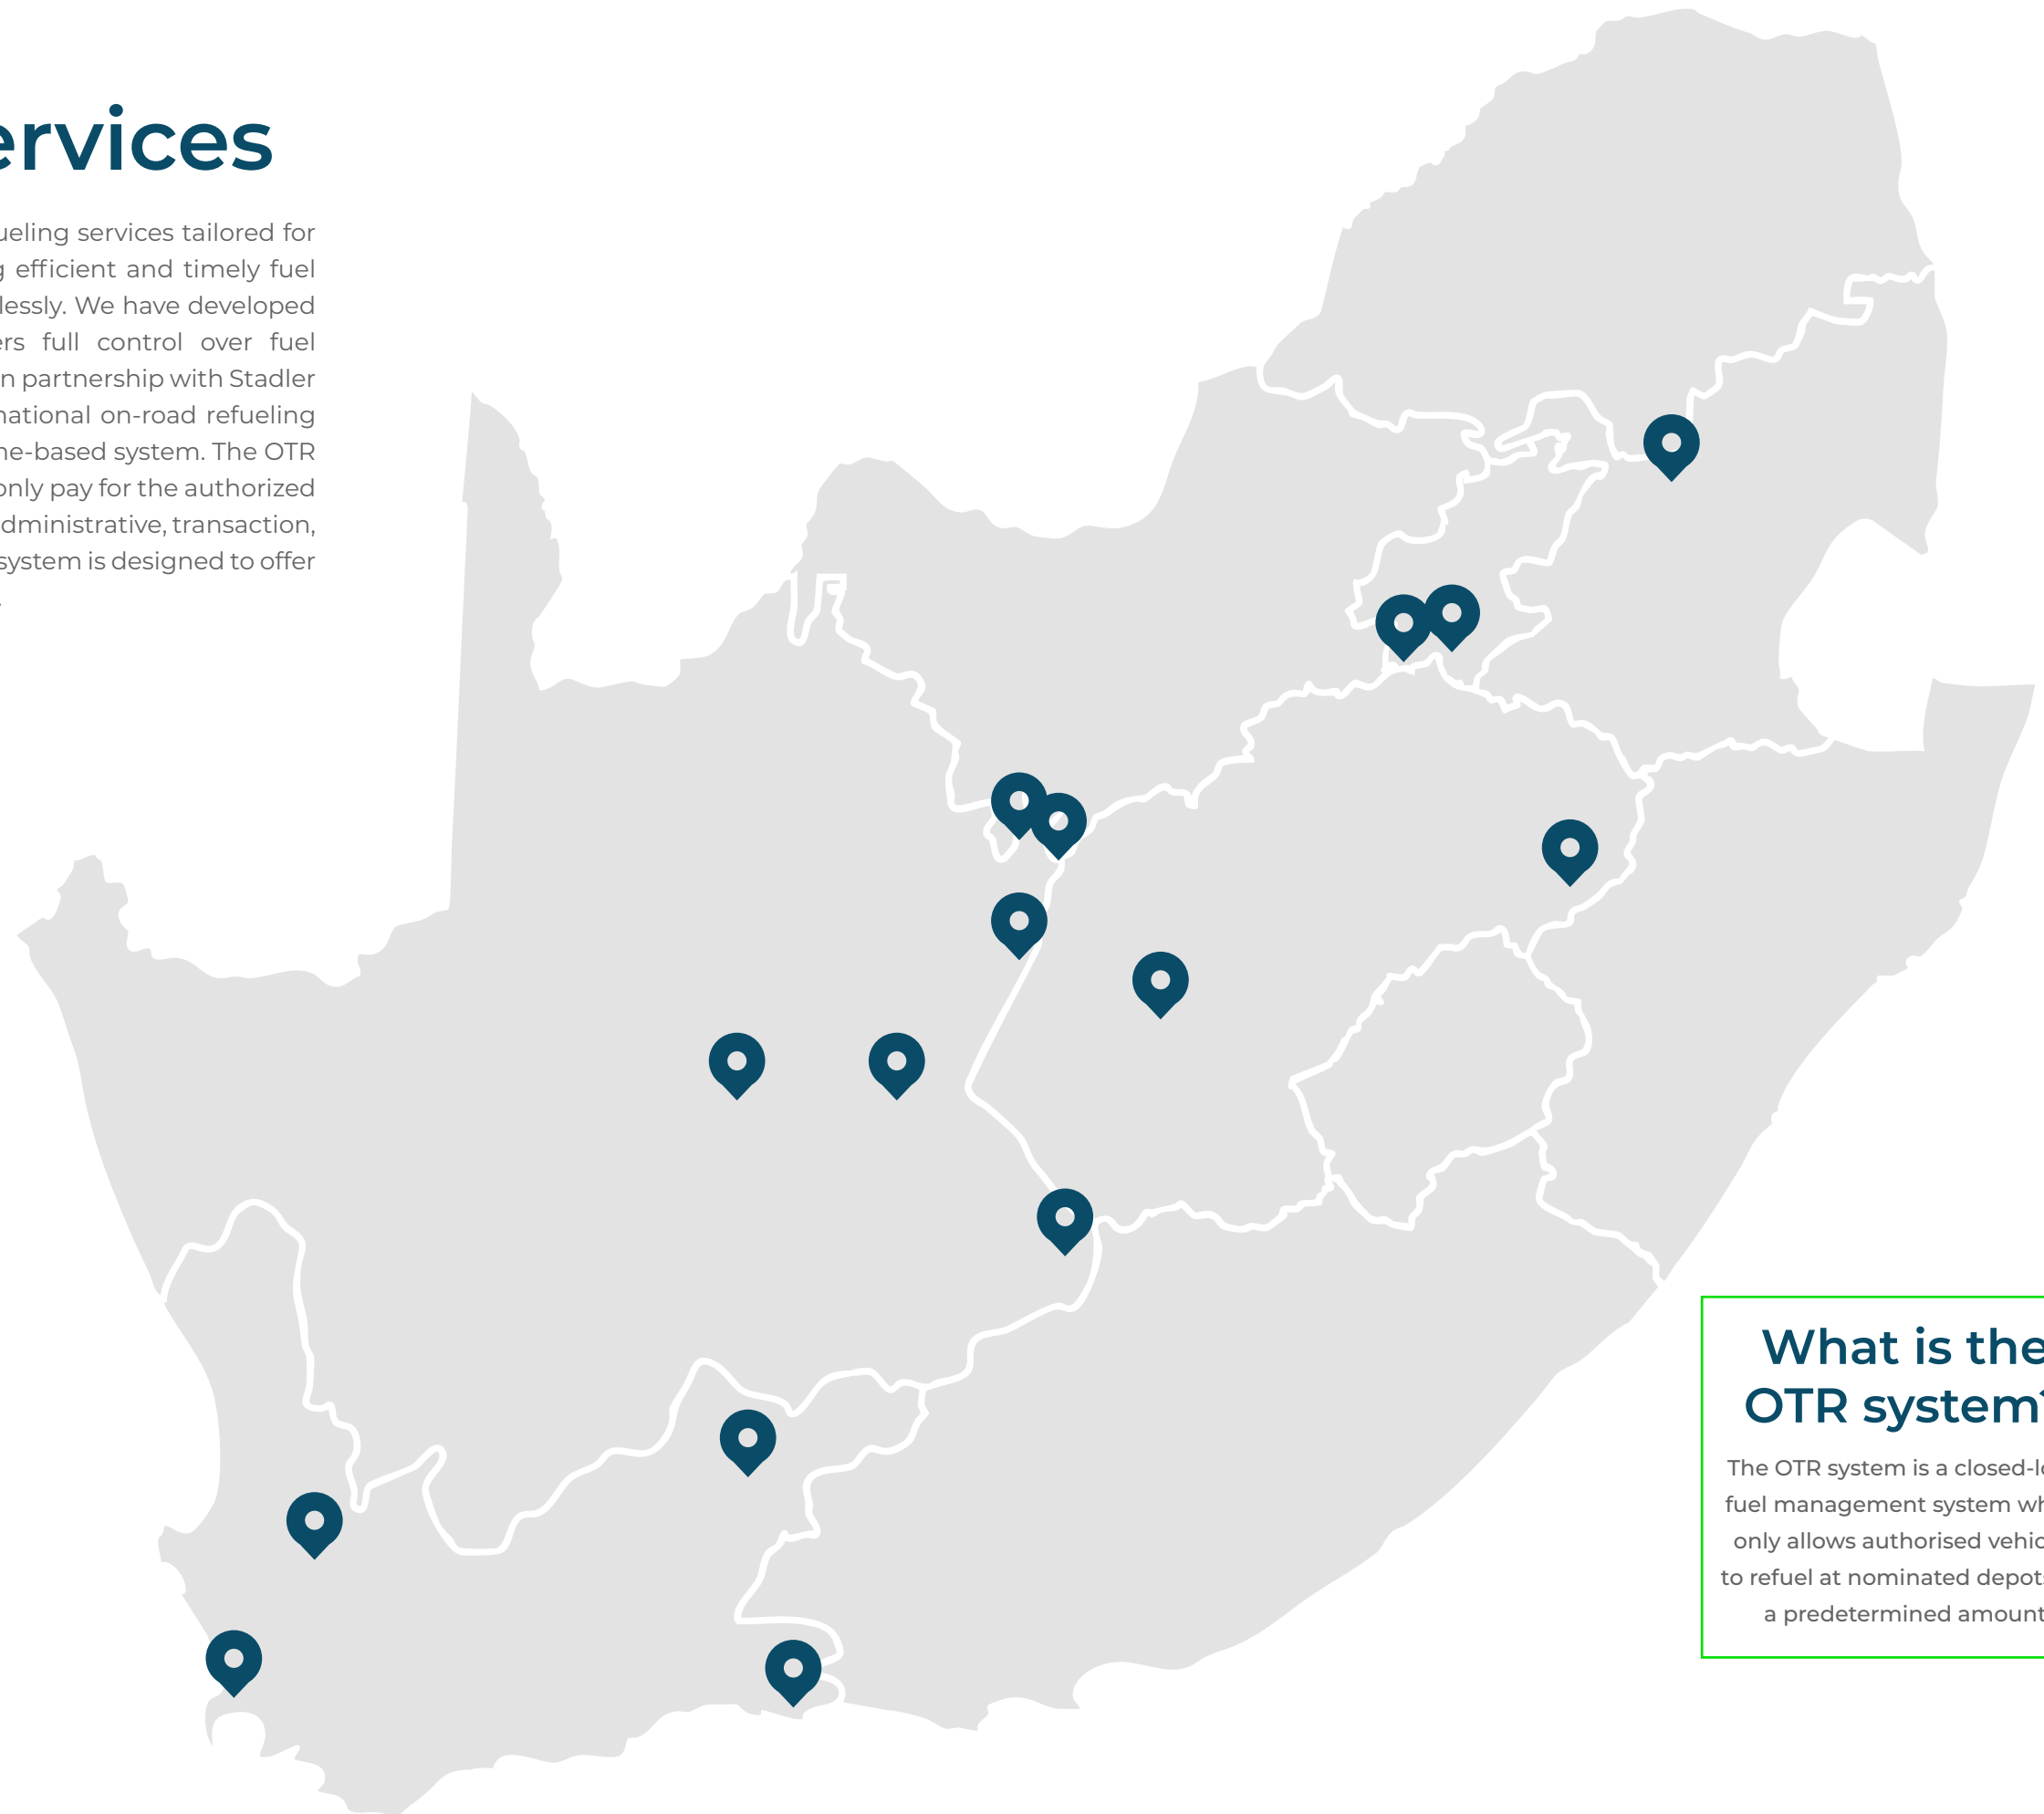 ervices
ueling services tailored for
g efficient and timely fuel
lessly. We have developed
ers full control over fuel
n partnership with Stadler
national on-road refueling
ne-based system. The OTR
only pay for the authorized
dministrative, transaction,
system is designed to offer
.
What is the
OTR system?
The OTR system is a closed-lo
fuel management system wh
only allows authorised vehic
to refuel at nominated depots
a predetermined amount